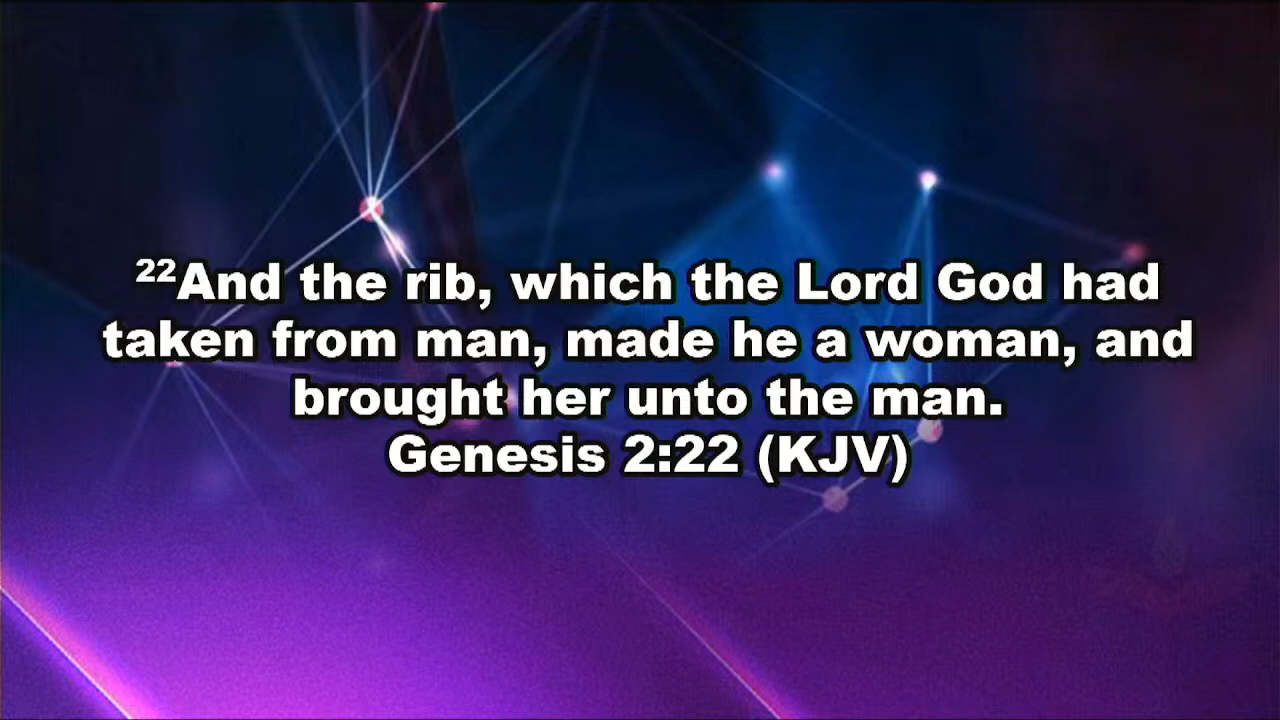 ²²And the rib, which the Lord God had
taken from man, made he a woman, and
brought her unto the man.
Genesis 2:22 (KJV)